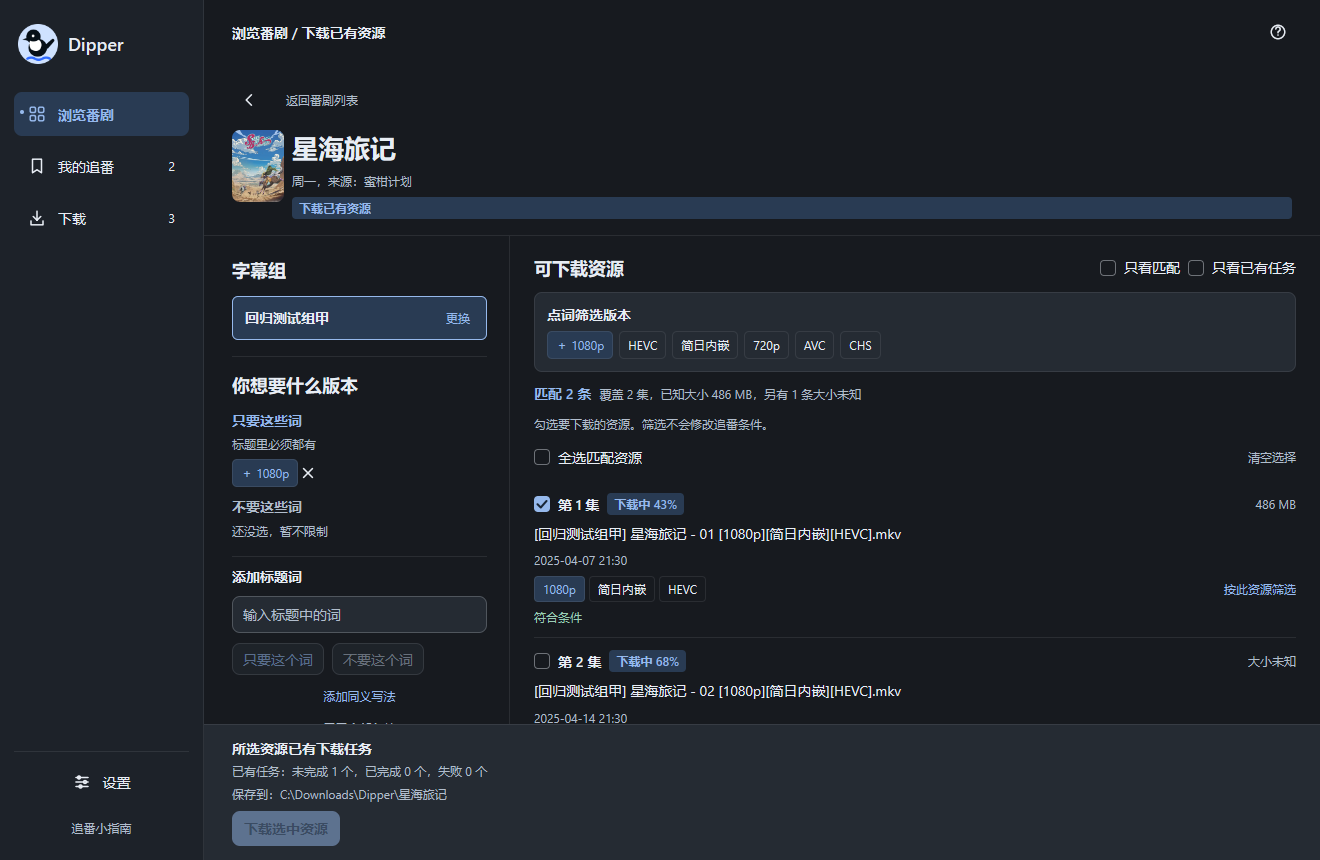 Dipper
浏览番剧
我的追番 2
下载 3
设置
追番小指南
浏览番剧 / 下载已有资源
返回番剧列表
星海旅记
周一，来源：蜜柑计划
下载已有资源
字幕组
回归测试组甲 更换
你想要什么版本
只要这些词
标题里必须都有
+ 1080p
不要这些词
还没选，暂不限制
添加标题词
输入标题中的词
只要这个词 不要这个词
添加同义写法
可下载资源 只看匹配 只看已有任务
点词筛选版本
+ 1080p HEVC 简日内嵌 720p AVC CHS
匹配 2 条 覆盖 2 集，已知大小 486 MB，另有 1 条大小未知
勾选要下载的资源。筛选不会修改追番条件。
全选匹配资源 清空选择
第 1 集 下载中 43% 486 MB
[回归测试组甲] 星海旅记 - 01 [1080p][简日内嵌][HEVC].mkv
2025-04-07 21:30
1080p 简日内嵌 HEVC 按此资源筛选
符合条件
第 2 集 下载中 68% 大小未知
[回归测试组甲] 星海旅记 - 02 [1080p][简日内嵌][HEVC].mkv
2025-04-14 21:30
所选资源已有下载任务
已有任务：未完成 1 个，已完成 0 个，失败 0 个
保存到：C:\Downloads\Dipper\星海旅记
下载选中资源